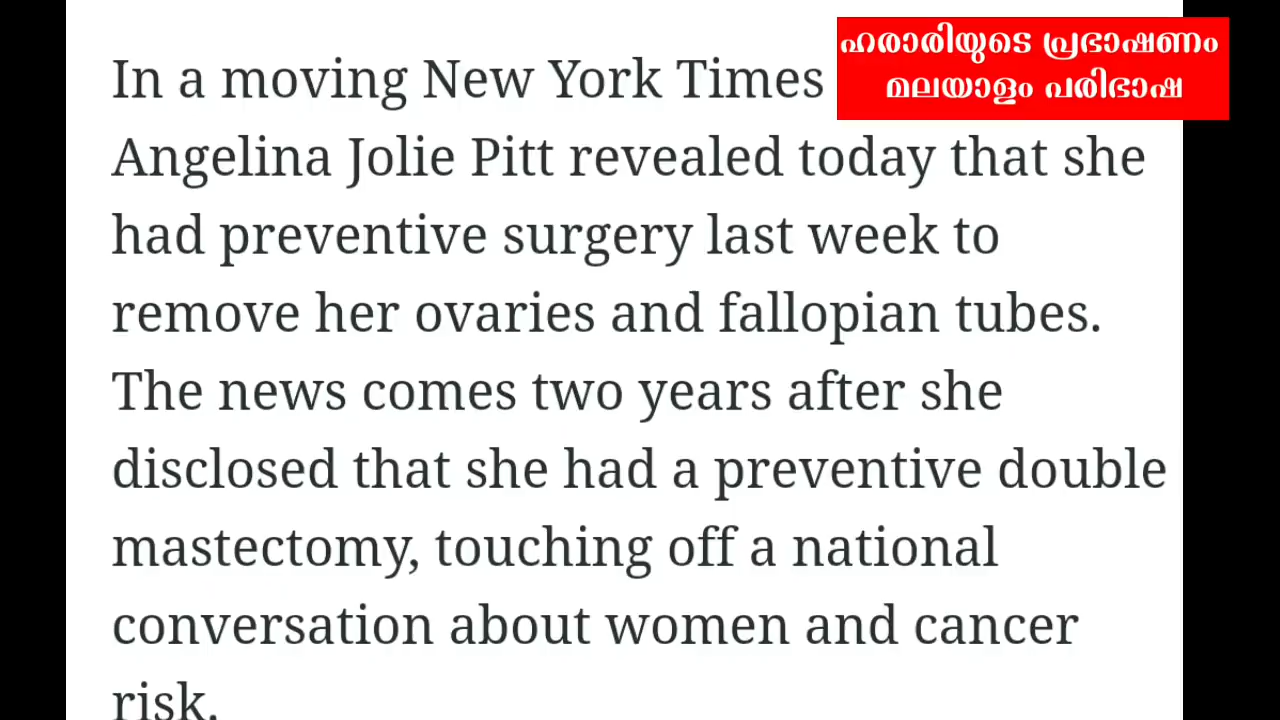 In a moving New York Times
ഹരാരിയുടെ പ്രഭാഷണം
മലയാളം പരിഭാഷ
Angelina Jolie Pitt revealed today that she
had preventive surgery last week to
remove her ovaries and fallopian tubes.
The news comes two years after she
disclosed that she had a preventive double
mastectomy, touching off a national
conversation about women and cancer
risk.